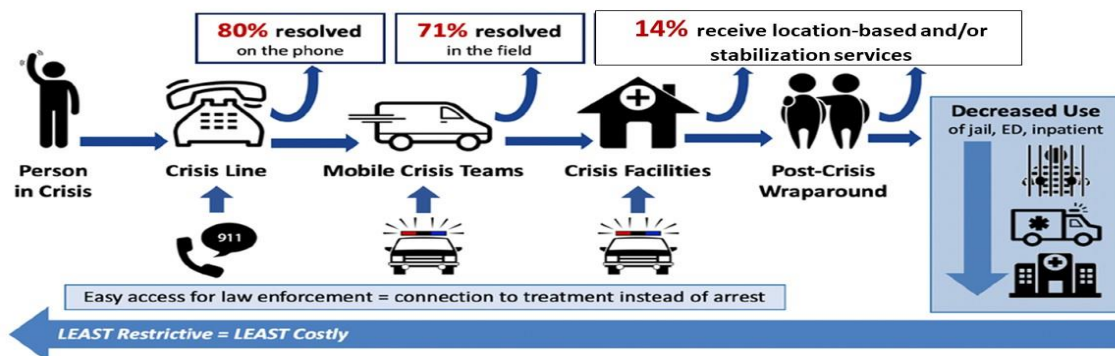 80% resolved
on the phone
71% resolved
in the field
14% receive location-based and/or
stabilization services
Person
in Crisis
Crisis Line
Mobile Crisis Teams
Crisis Facilities
Post-Crisis
Wraparound
Decreased Use
of jail, ED, inpatient
911
Easy access for law enforcement = connection to treatment instead of arrest
LEAST Restrictive = LEAST Costly